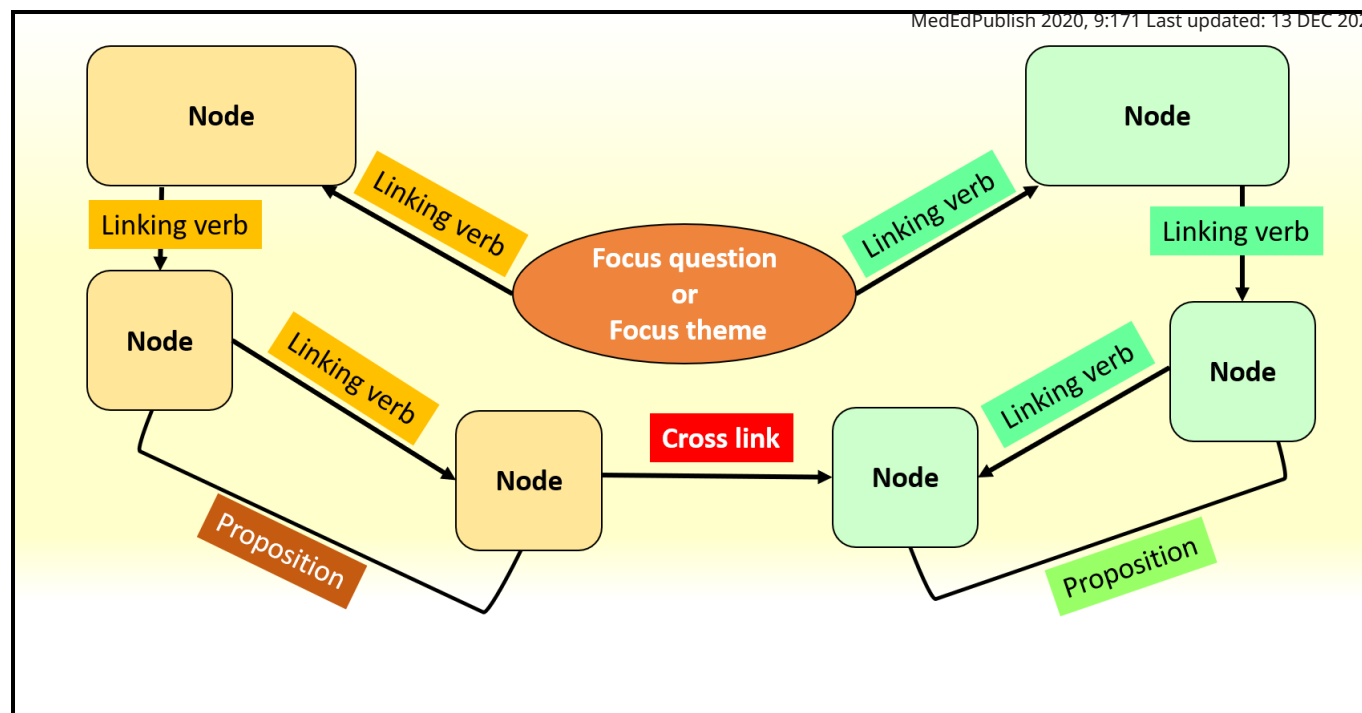 MedEdPublish 2020, 9:171 Last updated: 13 DEC
Node
Node
Linking verb
Linking verb
Linking verb
Linking verb
Focus question
or
Focus theme
Node
Node
Linking verb
Linking verb
Cross link
Node
Node
Proposition
Proposition